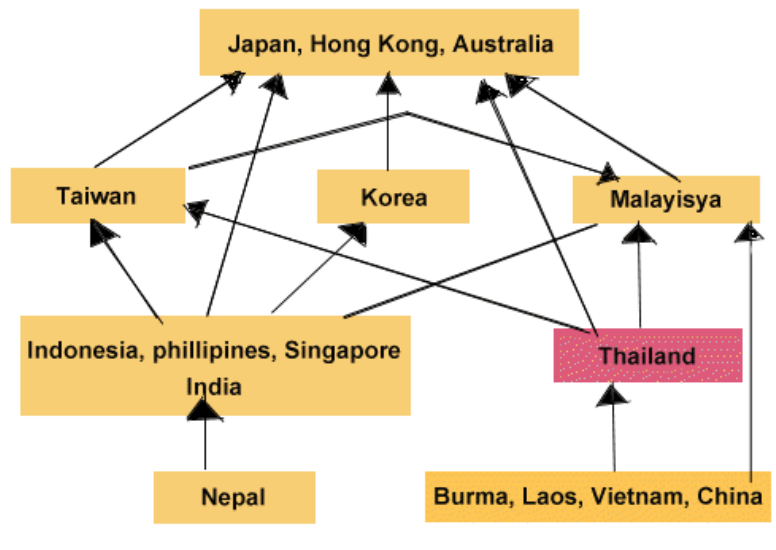 Japan, Hong Kong, Australia
Taiwan
Korea
Malayisya
Indonesia, phillipines, Singapore
India
Thailand
Nepal
Burma, Laos, Vietnam, China